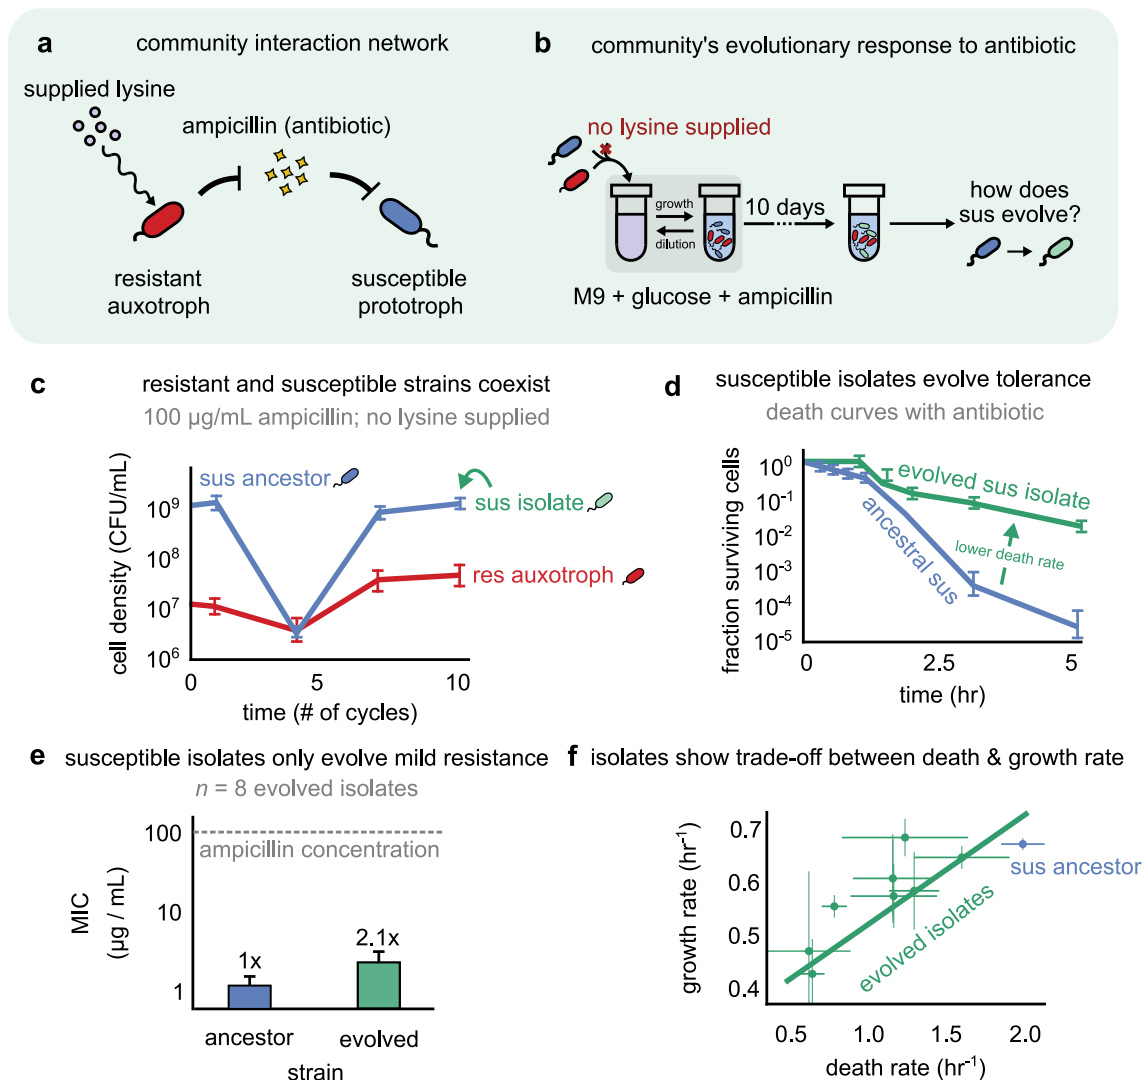 a
community interaction network
supplied lysine
ampicillin (antibiotic)
resistant
auxotroph
susceptible
prototroph
b
community's evolutionary response to antibiotic
no lysine supplied
growth
dilution
10 days
how does
sus evolve?
M9 + glucose + ampicillin
c
resistant and susceptible strains coexist
100 µg/mL ampicillin; no lysine supplied
cell density (CFU/mL)
10⁹
10⁸
10⁷
10⁶
sus ancestor
sus isolate
res auxotroph
0
5
10
time (# of cycles)
d
susceptible isolates evolve tolerance
death curves with antibiotic
fraction surviving cells
10⁰
10⁻¹
10⁻²
10⁻³
10⁻⁴
10⁻⁵
evolved sus isolate
ancestral sus
lower death rate
0
2.5
5
time (hr)
e
susceptible isolates only evolve mild resistance
n = 8 evolved isolates
MIC
(µg / mL)
100
10
1
ampicillin concentration
1x
2.1x
ancestor
evolved
strain
f
isolates show trade-off between death & growth rate
growth rate (hr⁻¹)
0.7
0.6
0.5
0.4
sus ancestor
evolved isolates
0.5
1.0
1.5
2.0
death rate (hr⁻¹)